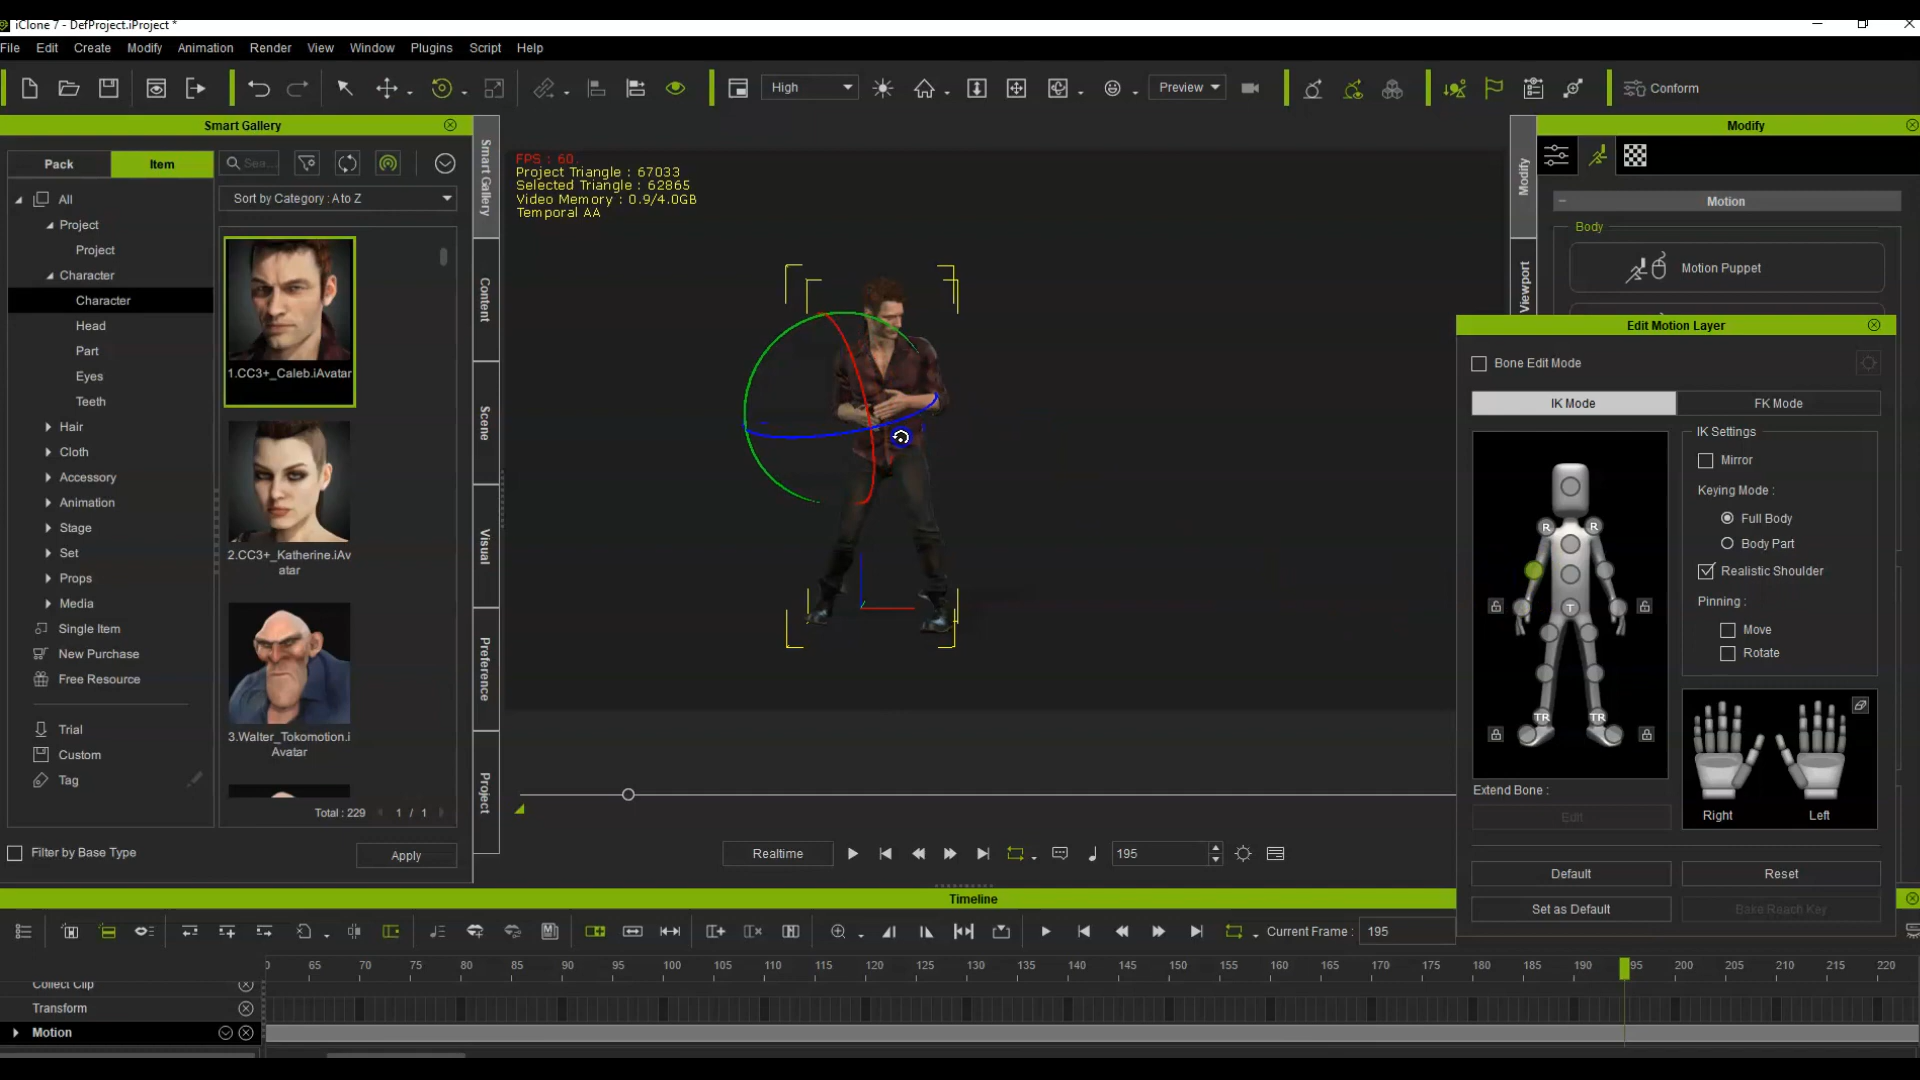 iClone 7 - DefProject.iProject *
File Edit Create Modify Animation Render View Window Plugins Script Help
High
Preview
Conform
Smart Gallery
Pack
Item
Sea...
Sort by Category : A to Z
All
Project
Project
Character
Character
Head
Part
Eyes
Teeth
Hair
Cloth
Accessory
Animation
Stage
Set
Props
Media
Single Item
New Purchase
Free Resource
Trial
Custom
Tag
1.CC3+_Caleb.iAvatar
2.CC3+_Katherine.iAv
atar
3.Walter_Tokomotion.i
Avatar
Total : 229
1 / 1
Filter by Base Type
Apply
Smart Gallery
Content
Scene
Visual
Preference
Project
FPS : 60.
Project Triangle : 67033
Selected Triangle : 62865
Video Memory : 0.9/4.0GB
Temporal AA
Modify
Viewport
Modify
Motion
Body
Motion Puppet
Edit Motion Layer
Bone Edit Mode
IK Mode
FK Mode
R
R
T
TR
TR
IK Settings
Mirror
Keying Mode :
Full Body
Body Part
Realistic Shoulder
Pinning :
Move
Rotate
Right
Left
Extend Bone :
Edit
Default
Reset
Set as Default
Bake Reach Key
Realtime
195
Timeline
Current Frame :
195
0 65 70 75 80 85 90 95 100 105 110 115 120 125 130 135 140 145 150 155 160 165 170 175 180 185 190 95 200 205 210 215 220
Collect Clip
Transform
Motion